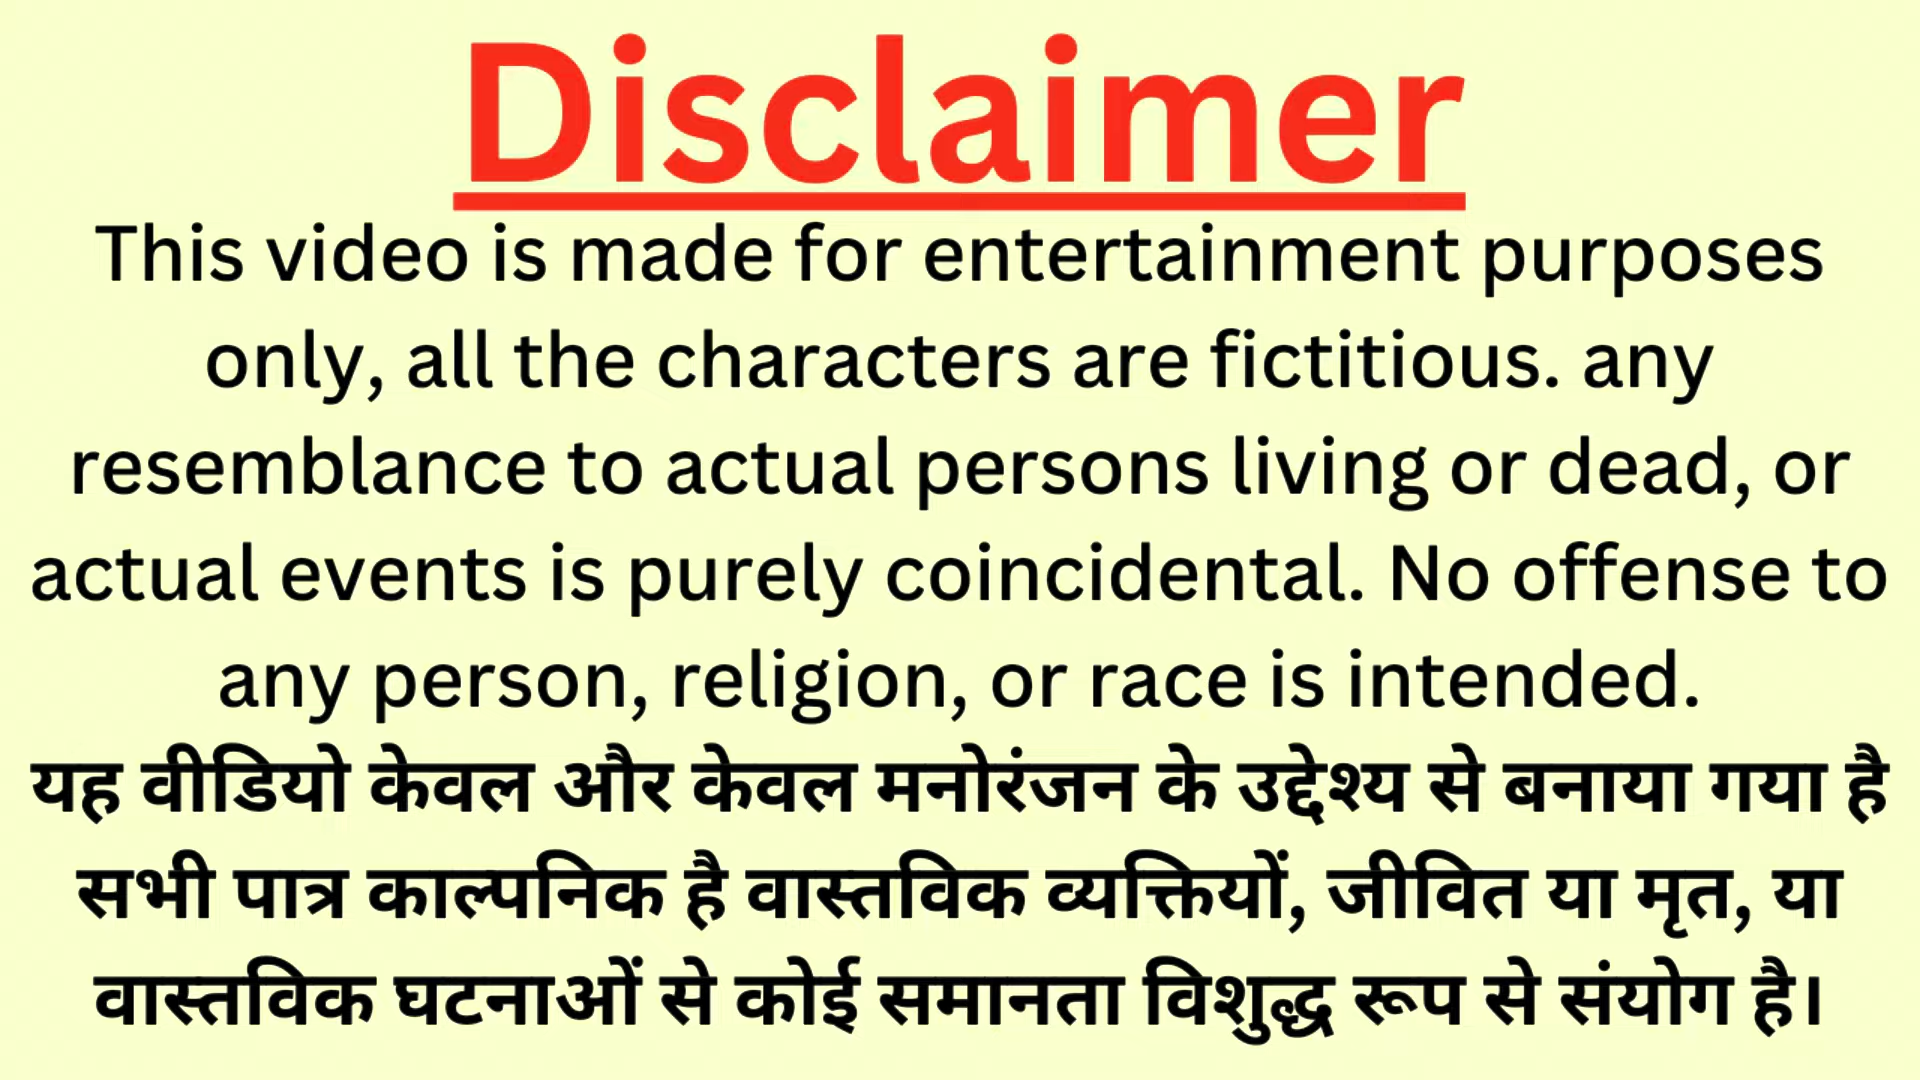 Disclaimer
This video is made for entertainment purposes
only, all the characters are fictitious. any
resemblance to actual persons living or dead, or
actual events is purely coincidental. No offense to
any person, religion, or race is intended.
यह वीडियो केवल और केवल मनोरंजन के उद्देश्य से बनाया गया है
सभी पात्र काल्पनिक है वास्तविक व्यक्तियों, जीवित या मृत, या
वास्तविक घटनाओं से कोई समानता विशुद्ध रूप से संयोग है।